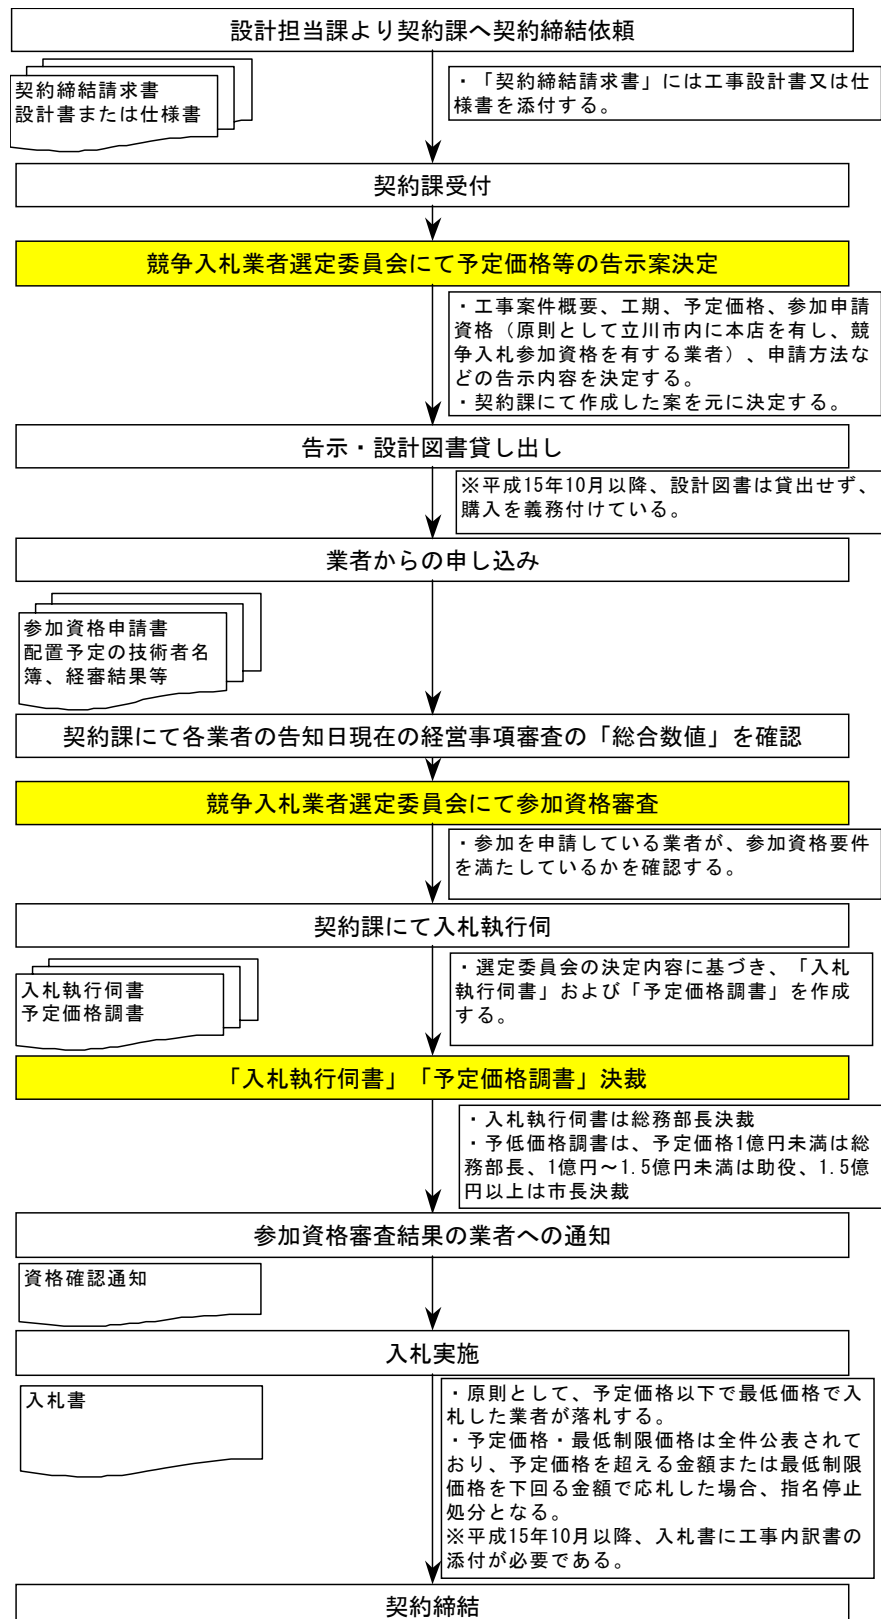 設計担当課より契約課へ契約締結依頼
契約締結請求書
設計書または仕様書
・「契約締結請求書」には工事設計書又は仕
様書を添付する。
契約課受付
競争入札業者選定委員会にて予定価格等の告示案決定
・工事案件概要、工期、予定価格、参加申請
資格（原則として立川市内に本店を有し、競
争入札参加資格を有する業者）、申請方法な
どの告示内容を決定する。
・契約課にて作成した案を元に決定する。
告示・設計図書貸し出し
※平成15年10月以降、設計図書は貸出せず、
購入を義務付けている。
業者からの申し込み
参加資格申請書
配置予定の技術者名
簿、経審結果等
契約課にて各業者の告知日現在の経営事項審査の「総合数値」を確認
競争入札業者選定委員会にて参加資格審査
・参加を申請している業者が、参加資格要件
を満たしているかを確認する。
契約課にて入札執行伺
入札執行伺書
予定価格調書
・選定委員会の決定内容に基づき、「入札
執行伺書」および「予定価格調書」を作成
する。
「入札執行伺書」「予定価格調書」決裁
・入札執行伺書は総務部長決裁
・予低価格調書は、予定価格1億円未満は総
務部長、1億円～1.5億円未満は助役、1.5億
円以上は市長決裁
参加資格審査結果の業者への通知
資格確認通知
入札実施
入札書
・原則として、予定価格以下で最低価格で入
札した業者が落札する。
・予定価格・最低制限価格は全件公表されて
おり、予定価格を超える金額または最低制限
価格を下回る金額で応札した場合、指名停止
処分となる。
※平成15年10月以降、入札書に工事内訳書の
添付が必要である。
契約締結